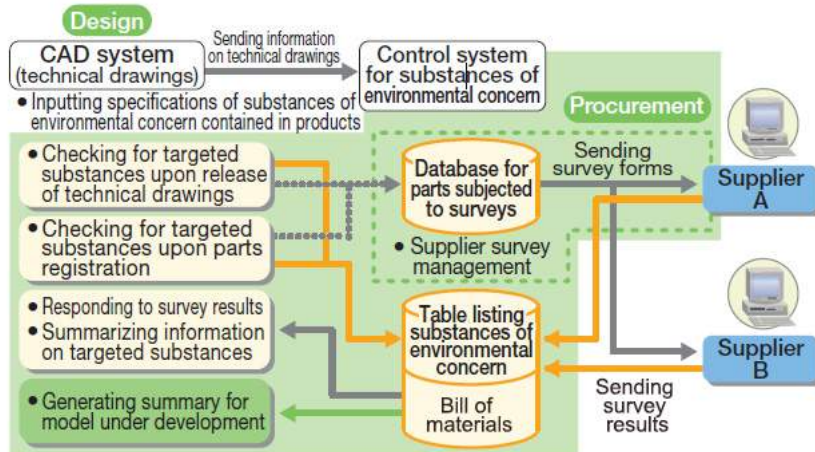 Design
CAD system
(technical drawings)
Sending information
on technical drawings
Control system
for substances of
environmental concern
• Inputting specifications of substances of
environmental concern contained in products
Procurement
• Checking for targeted
substances upon release
of technical drawings
• Checking for targeted
substances upon parts
registration
Database for
parts subjected
to surveys
• Supplier survey
management
Sending
survey forms
Supplier
A
• Responding to survey results
• Summarizing information
on targeted substances
Table listing
substances of
environmental
concern
Bill of
materials
Supplier
B
Sending
survey
results
• Generating summary for
model under development